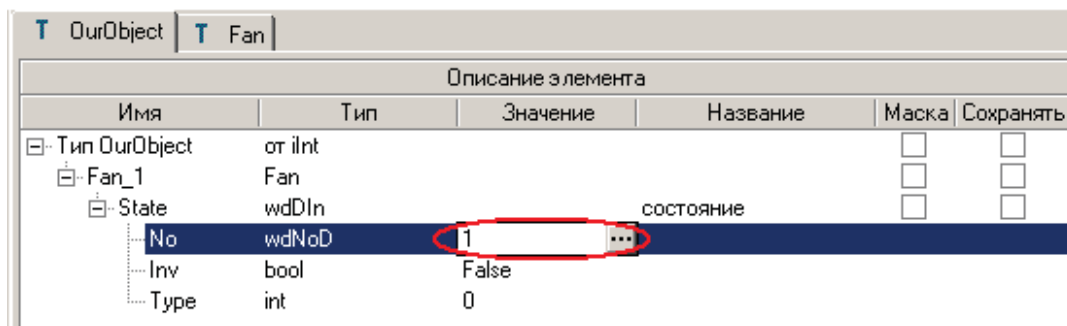 T OurObject T Fan
Описание элемента
Имя Тип Значение Название Маска Сохранять
Тип OurObject от iInt
Fan_1 Fan
State wdDIn состояние
No wdNoD 1 ...
Inv bool False
Type int 0